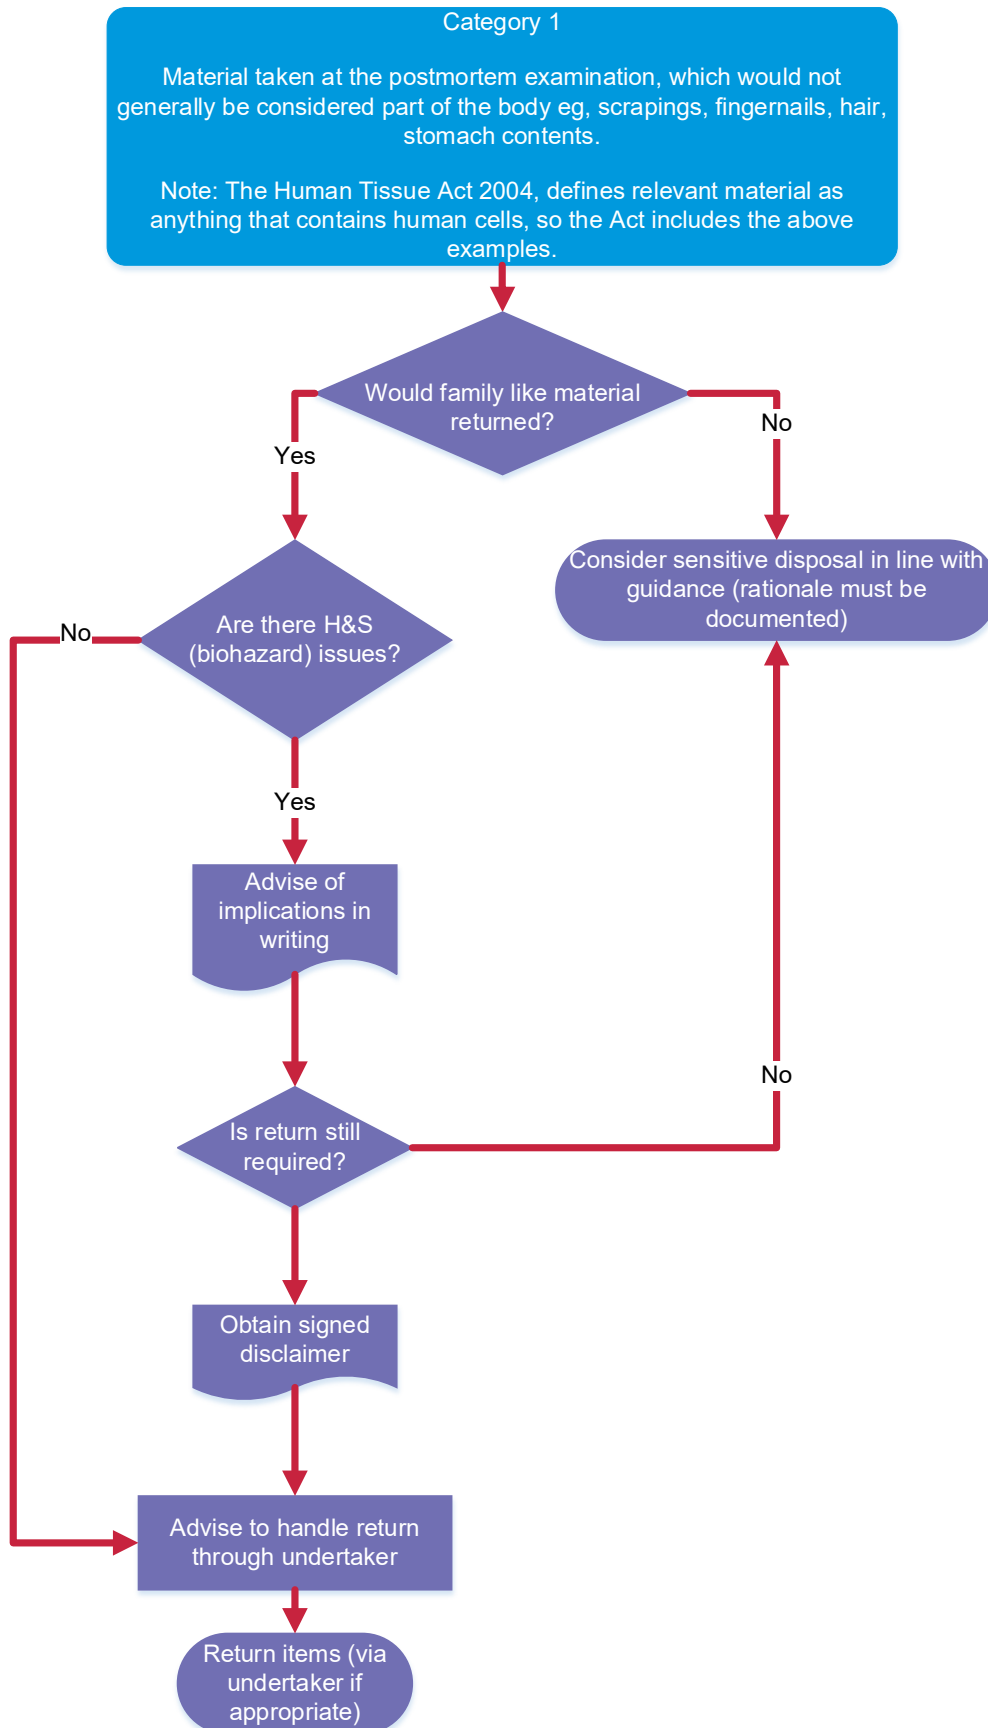 Category 1
Material taken at the postmortem examination, which would not
generally be considered part of the body eg, scrapings, fingernails, hair,
stomach contents.
Note: The Human Tissue Act 2004, defines relevant material as
anything that contains human cells, so the Act includes the above
examples.
Would family like material
returned?
No
Yes
Consider sensitive disposal in line with
guidance (rationale must be
documented)
Are there H&S
(biohazard) issues?
No
Yes
Advise of
implications in
writing
No
Is return still
required?
Obtain signed
disclaimer
Advise to handle return
through undertaker
Return items (via
undertaker if
appropriate)